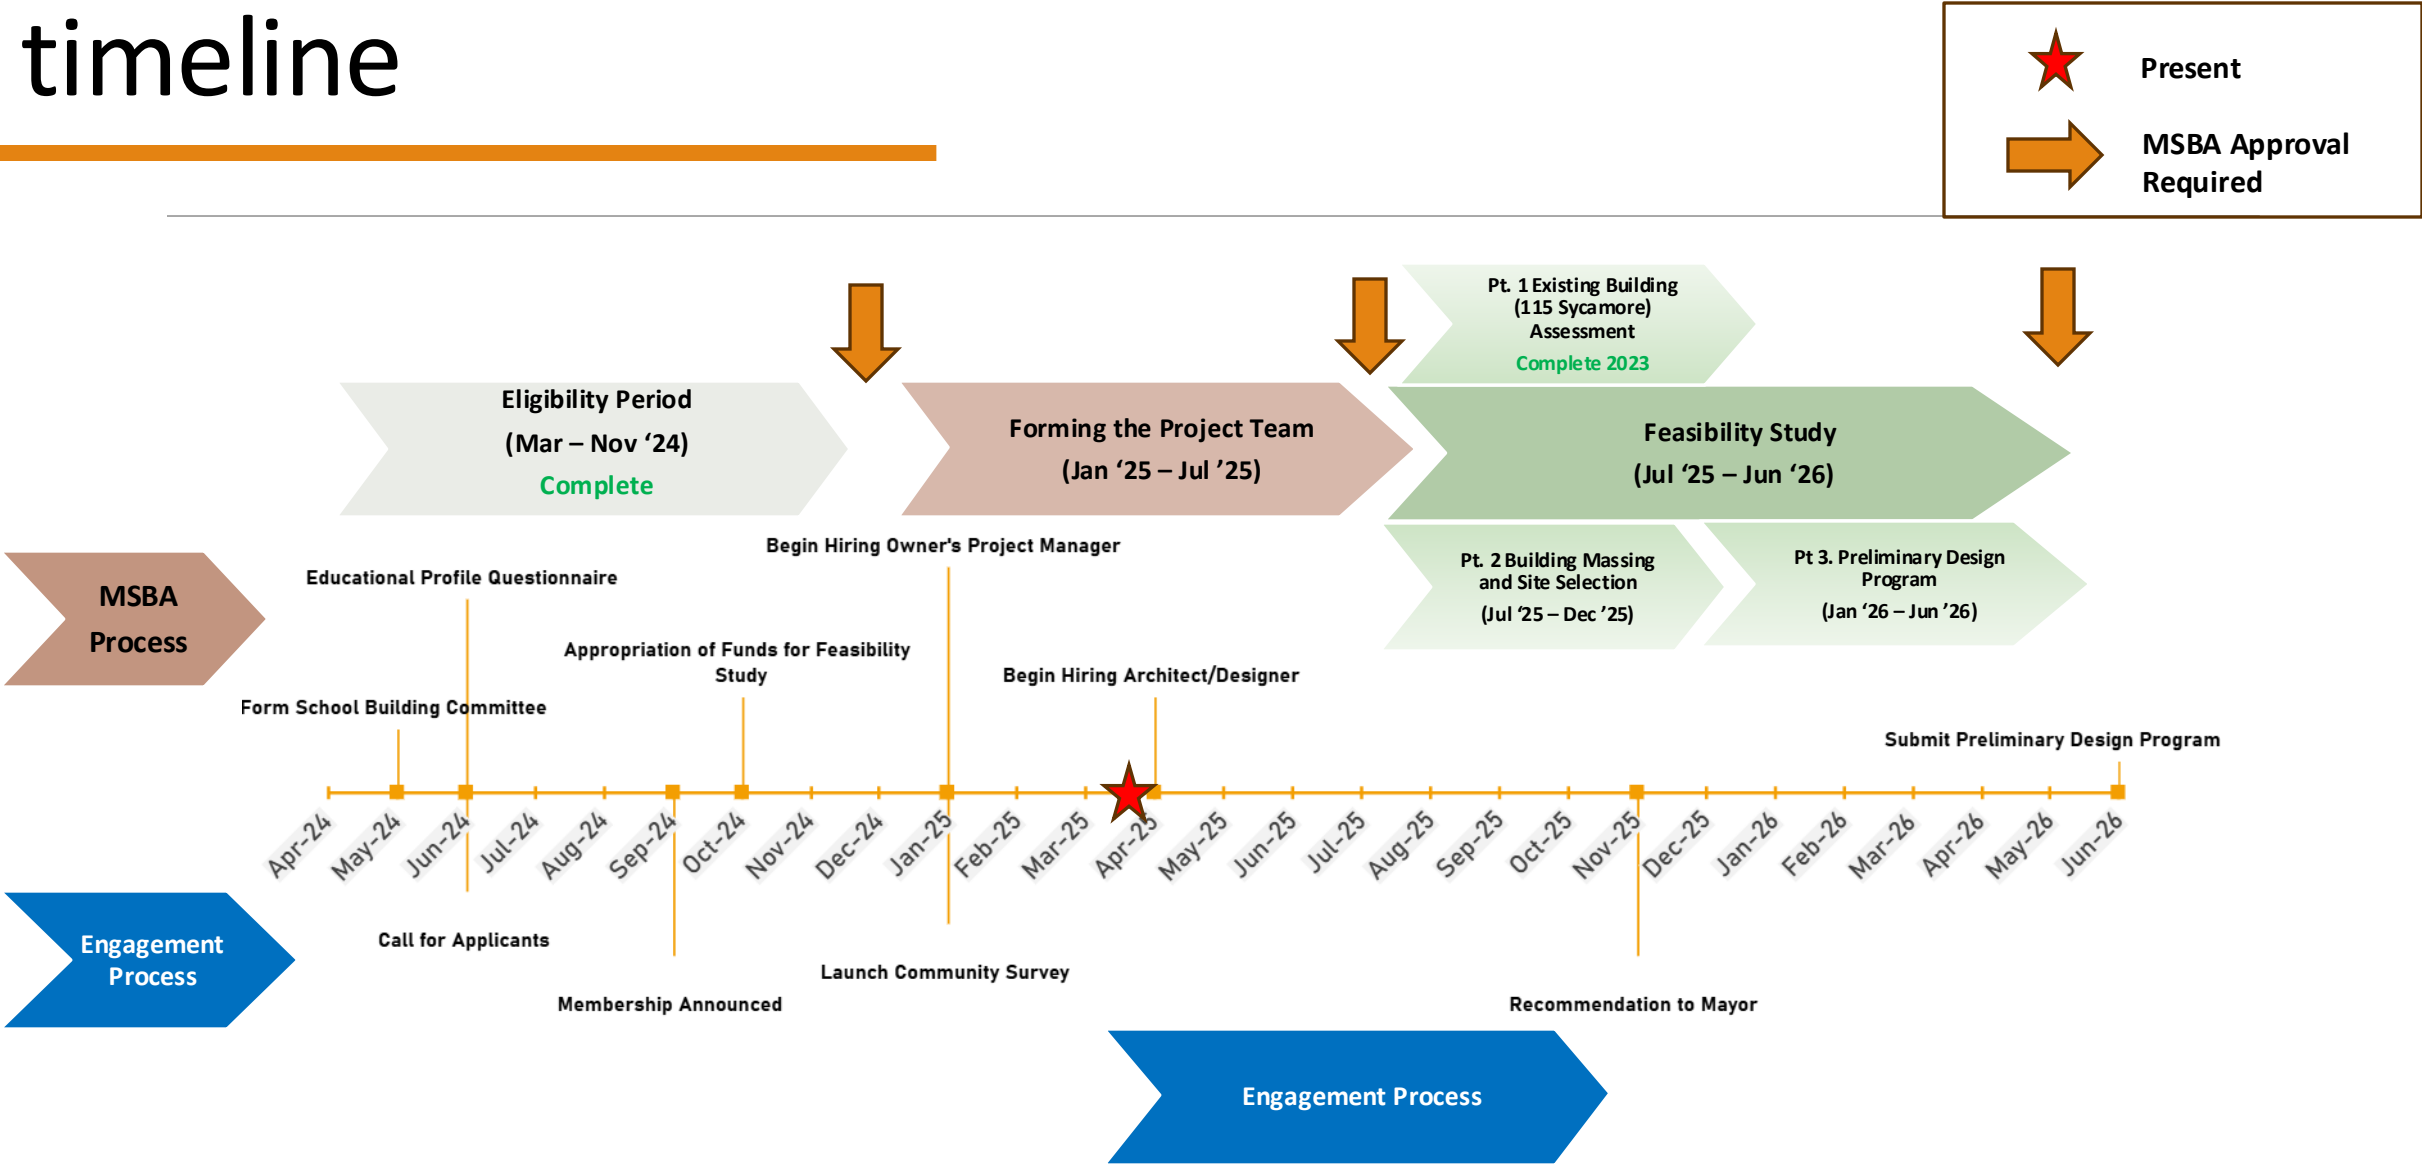 timeline
Present
MSBA Approval
Required
Pt. 1 Existing Building
(115 Sycamore)
Assessment
Complete 2023
Eligibility Period
(Mar – Nov ‘24)
Complete
Forming the Project Team
(Jan ‘25 – Jul ’25)
Feasibility Study
(Jul ‘25 – Jun ‘26)
Pt. 2 Building Massing
and Site Selection
(Jul ‘25 – Dec ’25)
Pt 3. Preliminary Design
Program
(Jan ‘26 – Jun ’26)
MSBA
Process
Begin Hiring Owner's Project Manager
Educational Profile Questionnaire
Appropriation of Funds for Feasibility
Study
Begin Hiring Architect/Designer
Form School Building Committee
Submit Preliminary Design Program
Apr-24
May-24
Jun-24
Jul-24
Aug-24
Sep-24
Oct-24
Nov-24
Dec-24
Jan-25
Feb-25
Mar-25
Apr-25
May-25
Jun-25
Jul-25
Aug-25
Sep-25
Oct-25
Nov-25
Dec-25
Jan-26
Feb-26
Mar-26
Apr-26
May-26
Jun-26
Engagement
Process
Call for Applicants
Launch Community Survey
Membership Announced
Recommendation to Mayor
Engagement Process